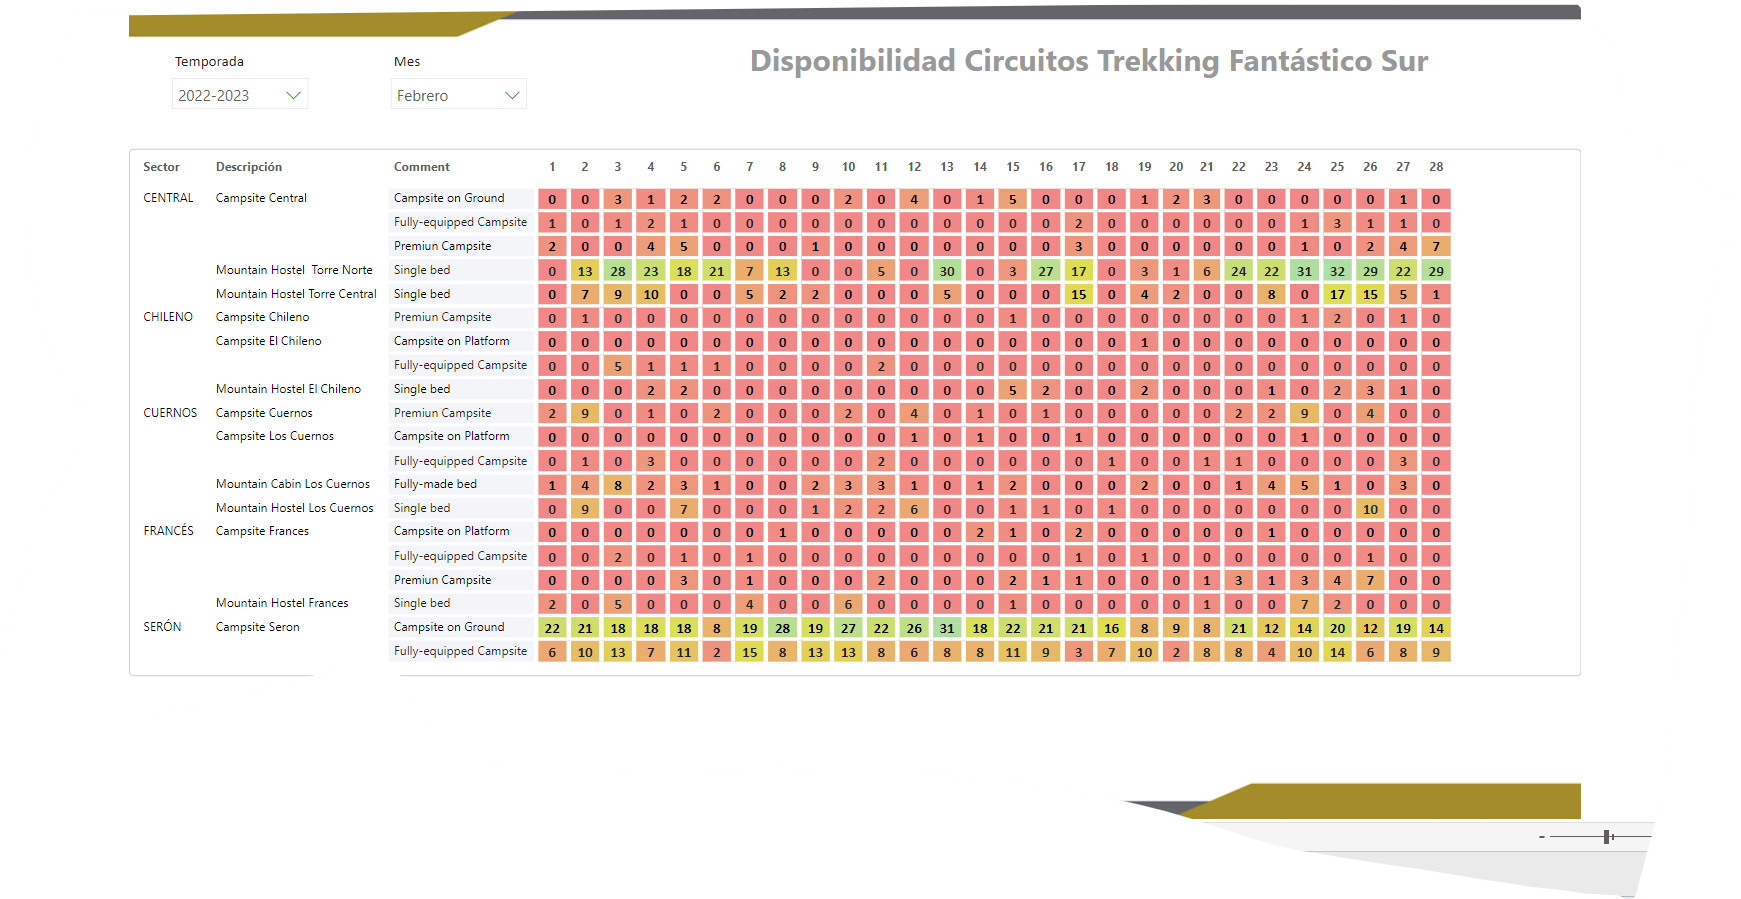 Disponibilidad Circuitos Trekking Fantástico Sur
Temporada Mes
2022-2023 Febrero
Sector Descripción Comment 1 2 3 4 5 6 7 8 9 10 11 12 13 14 15 16 17 18 19 20 21 22 23 24 25 26 27 28
CENTRAL Campsite Central Campsite on Ground 0 0 3 1 2 2 0 0 0 2 0 4 0 1 5 0 0 0 1 2 3 0 0 0 0 0 1 0
Fully-equipped Campsite 1 0 1 2 1 0 0 0 0 0 0 0 0 0 0 0 2 0 0 0 0 0 0 1 3 1 1 0
Premiun Campsite 2 0 0 4 5 0 0 0 1 0 0 0 0 0 0 0 3 0 0 0 0 0 0 1 0 2 4 7
Mountain Hostel Torre Norte Single bed 0 13 28 23 18 21 7 13 0 0 5 0 30 0 3 27 17 0 3 1 6 24 22 31 32 29 22 29
Mountain Hostel Torre Central Single bed 0 7 9 10 0 0 5 2 2 0 0 0 5 0 0 0 15 0 4 2 0 0 8 0 17 15 5 1
CHILENO Campsite Chileno Premiun Campsite 0 1 0 0 0 0 0 0 0 0 0 0 0 0 1 0 0 0 0 0 0 0 0 1 2 0 1 0
Campsite El Chileno Campsite on Platform 0 0 0 0 0 0 0 0 0 0 0 0 0 0 0 0 0 0 1 0 0 0 0 0 0 0 0 0
Fully-equipped Campsite 0 0 5 1 1 1 0 0 0 0 2 0 0 0 0 0 0 0 0 0 0 0 0 0 0 0 0 0
Mountain Hostel El Chileno Single bed 0 0 0 2 2 0 0 0 0 0 0 0 0 0 5 2 0 0 2 0 0 0 1 0 2 3 1 0
CUERNOS Campsite Cuernos Premiun Campsite 2 9 0 1 0 2 0 0 0 2 0 4 0 1 0 1 0 0 0 0 0 2 2 9 0 4 0 0
Campsite Los Cuernos Campsite on Platform 0 0 0 0 0 0 0 0 0 0 0 1 0 1 0 0 1 0 0 0 0 0 0 1 0 0 0 0
Fully-equipped Campsite 0 1 0 3 0 0 0 0 0 0 2 0 0 0 0 0 0 1 0 0 1 1 0 0 0 0 3 0
Mountain Cabin Los Cuernos Fully-made bed 1 4 8 2 3 1 0 0 2 3 3 1 0 1 2 0 0 0 2 0 0 1 4 5 1 0 3 0
Mountain Hostel Los Cuernos Single bed 0 9 0 0 7 0 0 0 1 2 2 6 0 0 1 1 0 1 0 0 0 0 0 0 0 10 0 0
FRANCÉS Campsite Frances Campsite on Platform 0 0 0 0 0 0 0 1 0 0 0 0 0 2 1 0 2 0 0 0 0 0 1 0 0 0 0 0
Fully-equipped Campsite 0 0 2 0 1 0 1 0 0 0 0 0 0 0 0 0 1 0 1 0 0 0 0 0 0 1 0 0
Premiun Campsite 0 0 0 0 3 0 1 0 0 0 2 0 0 0 2 1 1 0 0 0 1 3 1 3 4 7 0 0
Mountain Hostel Frances Single bed 2 0 5 0 0 0 4 0 0 6 0 0 0 0 1 0 0 0 0 0 1 0 0 7 2 0 0 0
SERÓN Campsite Seron Campsite on Ground 22 21 18 18 18 8 19 28 19 27 22 26 31 18 22 21 21 16 8 9 8 21 12 14 20 12 19 14
Fully-equipped Campsite 6 10 13 7 11 2 15 8 13 13 8 6 8 8 11 9 3 7 10 2 8 8 4 10 14 6 8 9